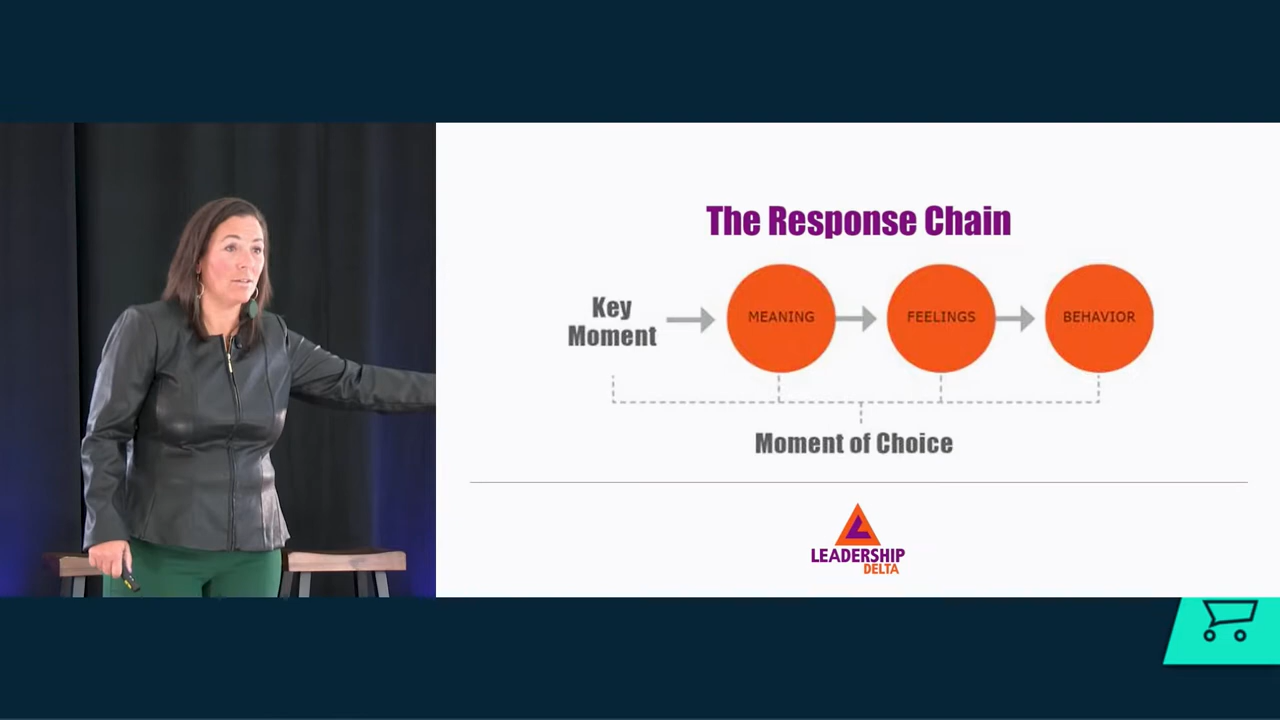 The Response Chain
Key
Moment
MEANING
FEELINGS
BEHAVIOR
Moment of Choice
LEADERSHIP
DELTA